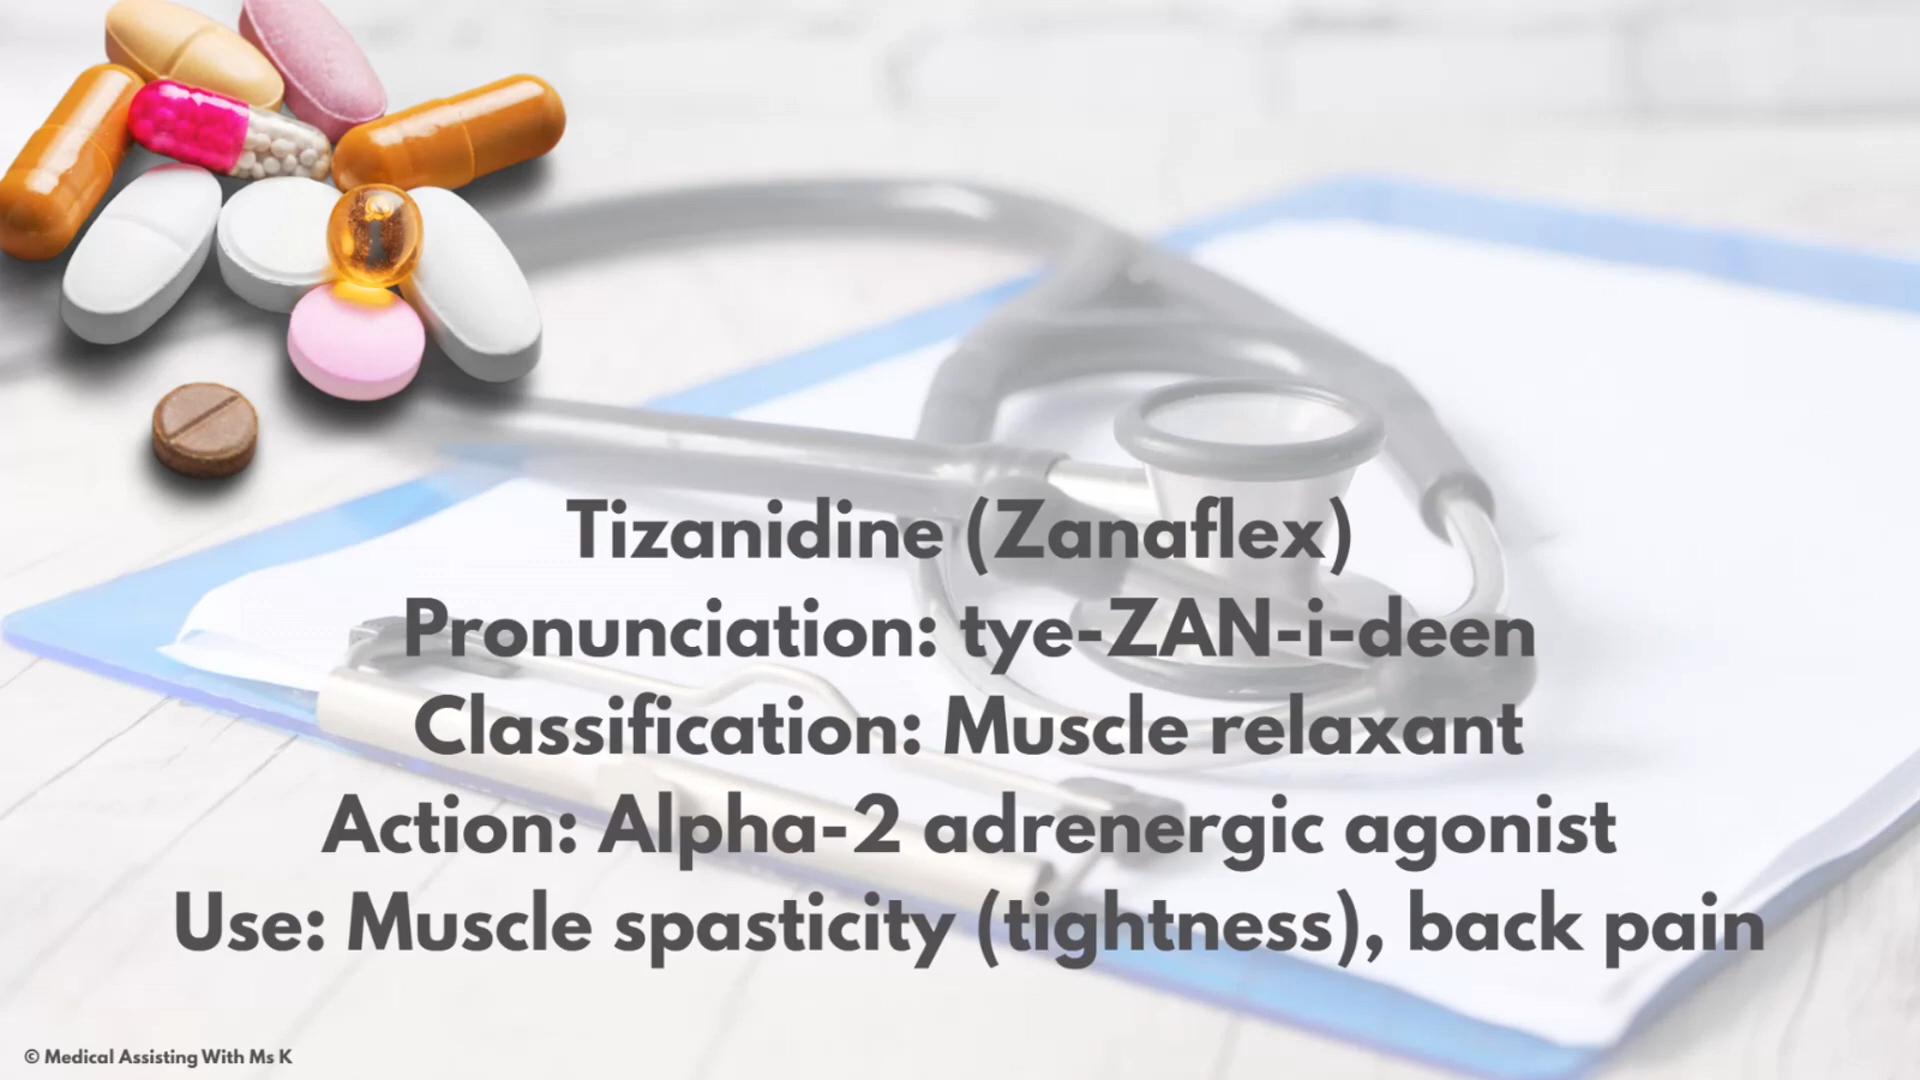 Tizanidine (Zanaflex)
Pronunciation: tye-ZAN-i-deen
Classification: Muscle relaxant
Action: Alpha-2 adrenergic agonist
Use: Muscle spasticity (tightness), back pain
© Medical Assisting With Ms K